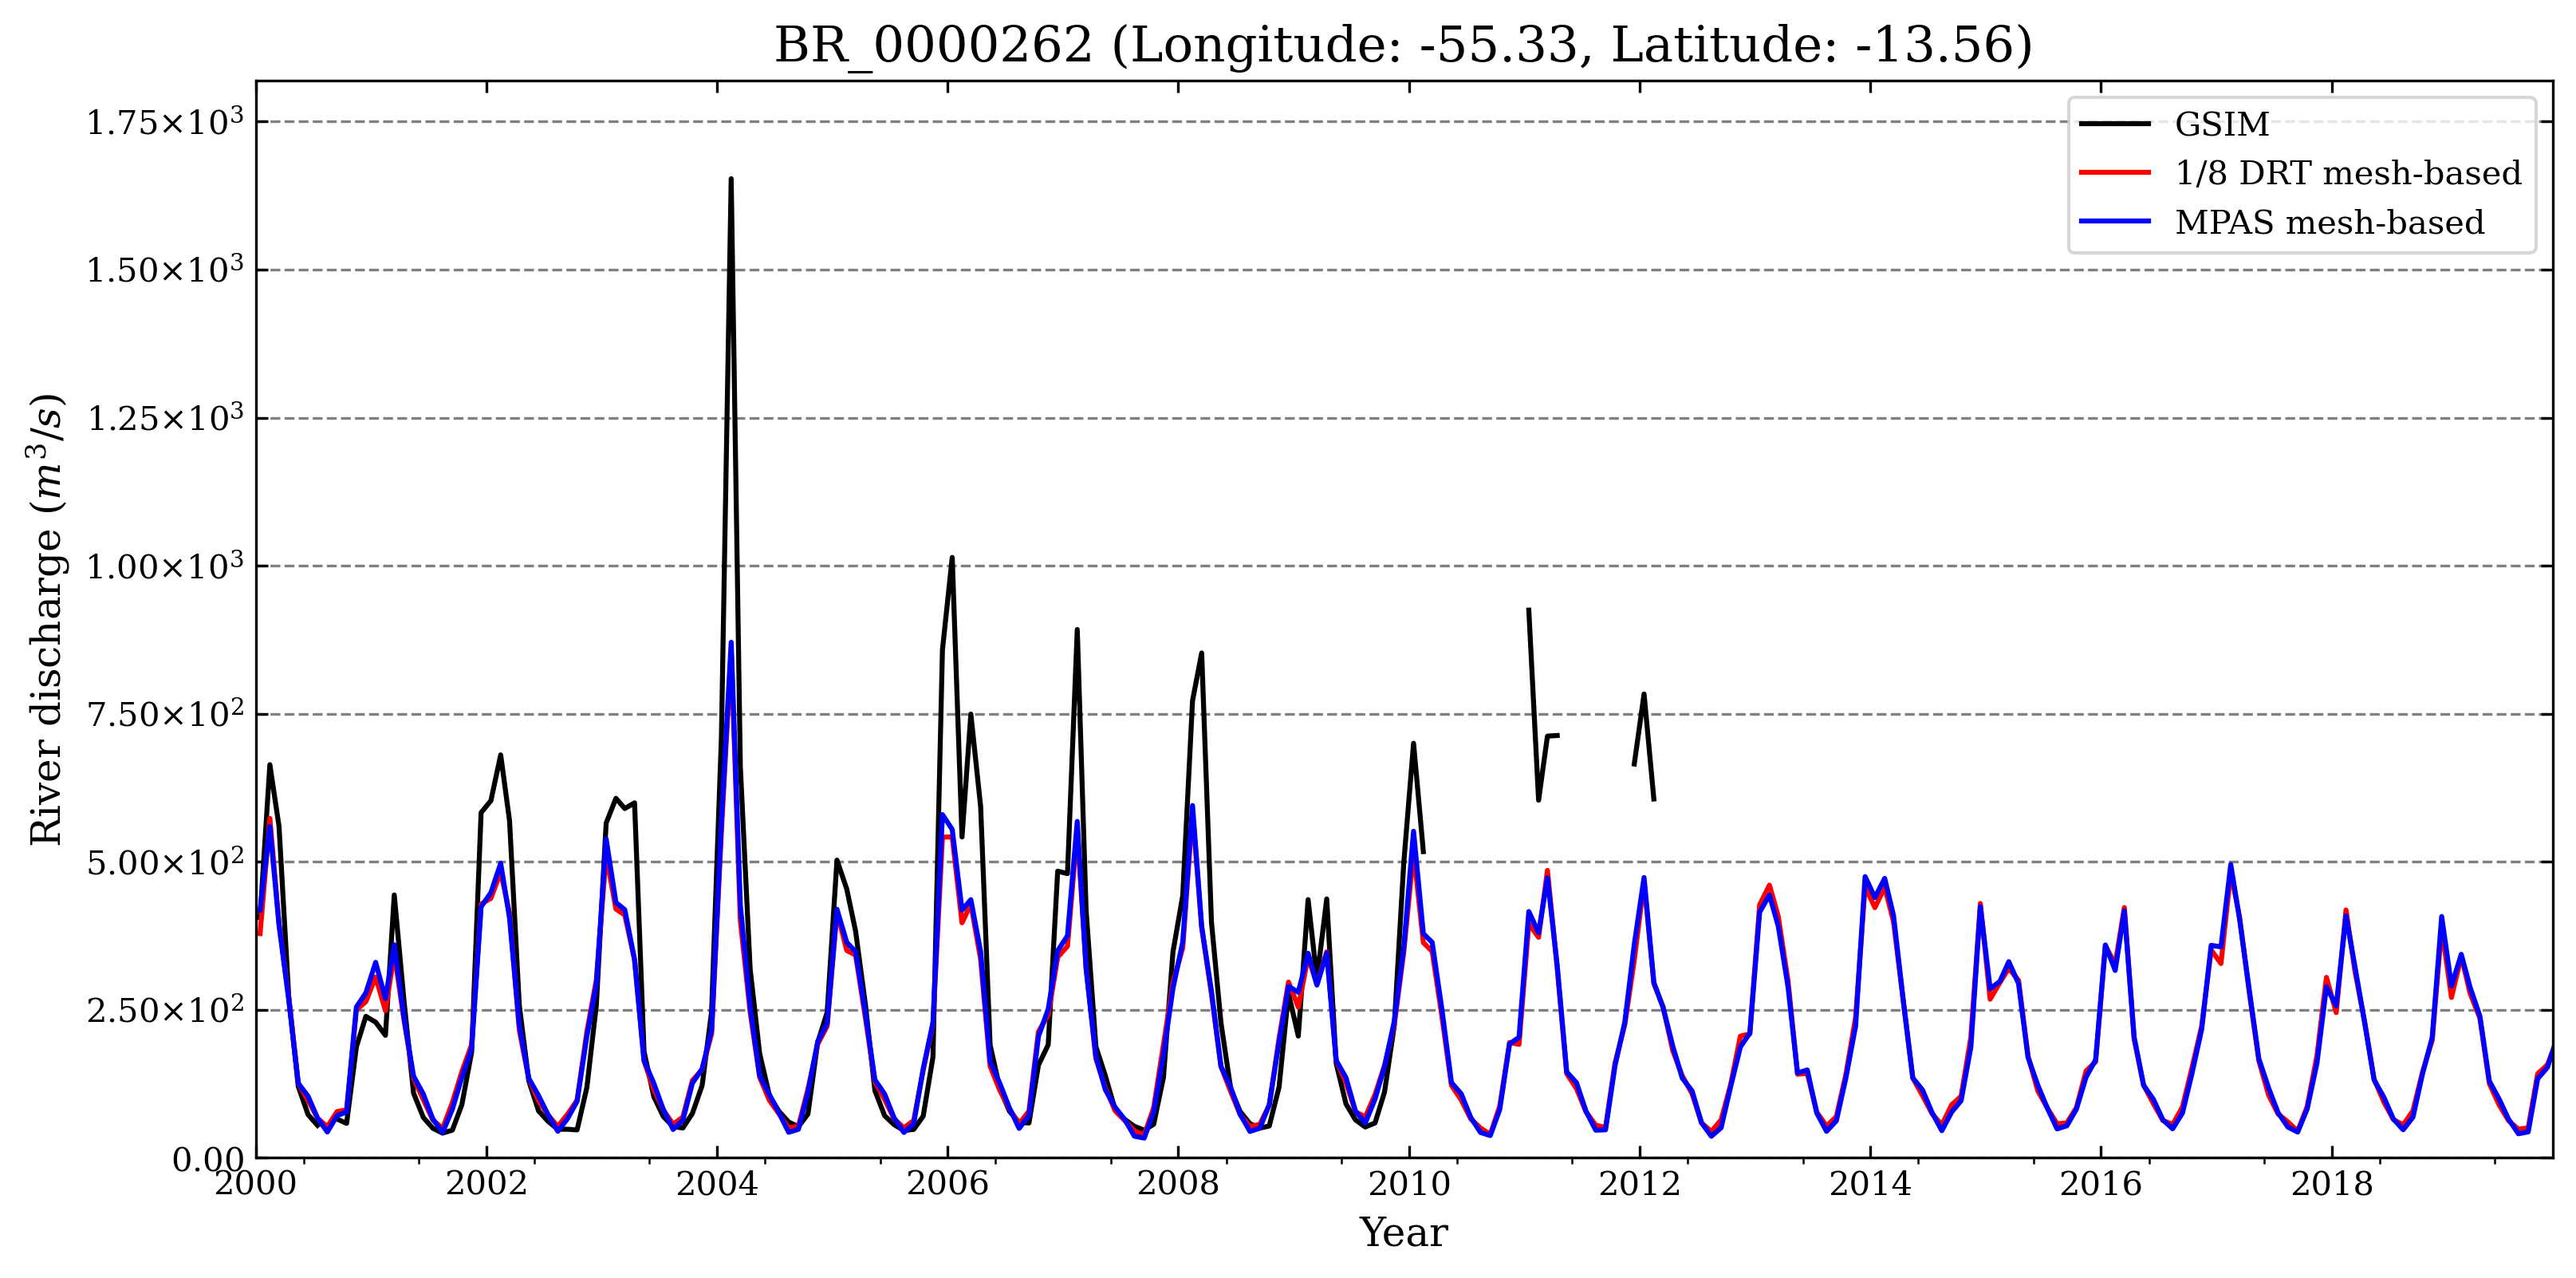 BR_0000262 (Longitude: -55.33, Latitude: -13.56)
1.75×10³
1.50×10³
1.25×10³
1.00×10³
7.50×10²
5.00×10²
2.50×10²
0.00
River discharge (m³/s)
GSIM
1/8 DRT mesh-based
MPAS mesh-based
2000 2002 2004 2006 2008 2010 2012 2014 2016 2018
Year